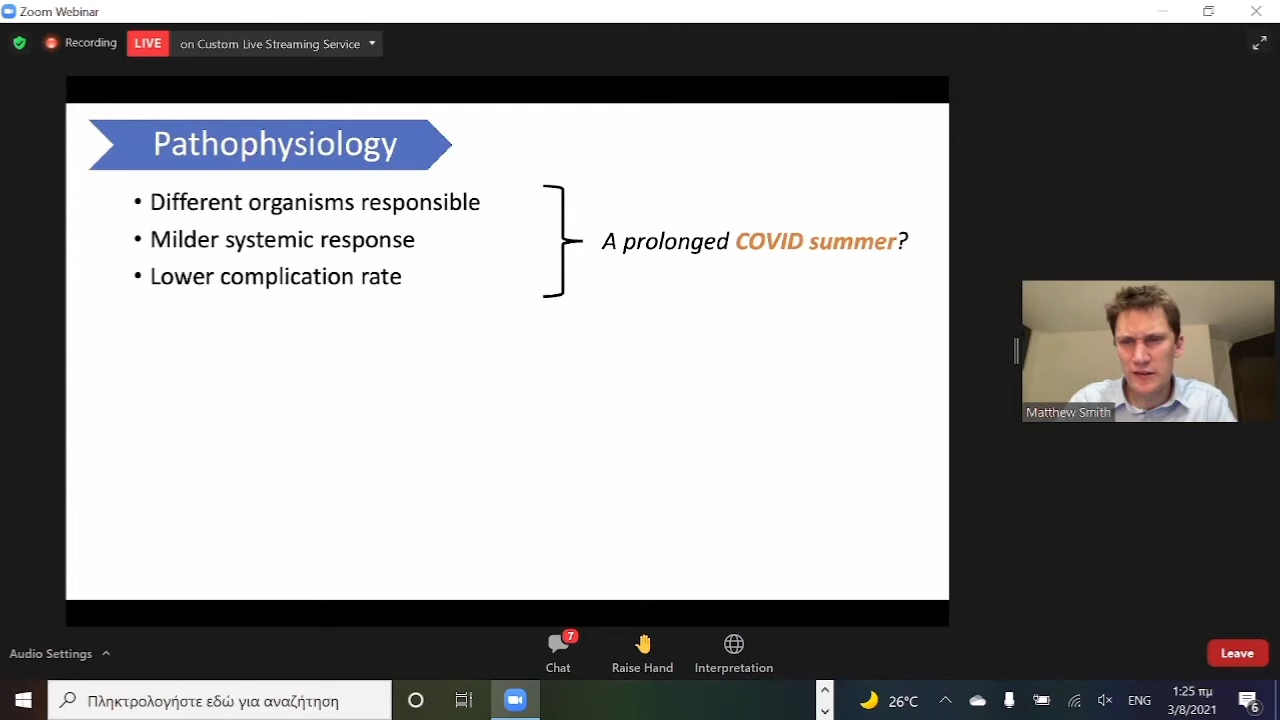 Zoom Webinar
Recording
LIVE
on Custom Live Streaming Service
Pathophysiology
• Different organisms responsible
• Milder systemic response
• Lower complication rate
A prolonged COVID summer?
Matthew Smith
Audio Settings
7
Chat
Raise Hand
Interpretation
Leave
Πληκτρολογήστε εδώ για αναζήτηση
26°C
ENG
1:25 πμ
3/8/2021
6